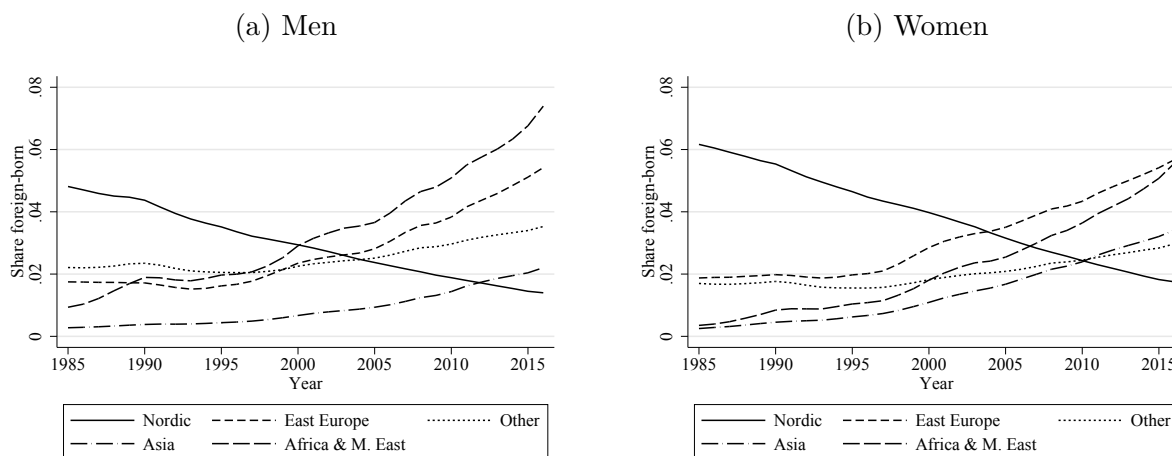 (a) Men
.08
.06
.04
.02
0
Share foreign-born
1985 1990 1995 2000 2005 2010 2015
Year
Nordic East Europe Other
Asia Africa & M. East
(b) Women
.08
.06
.04
.02
0
Share foreign-born
1985 1990 1995 2000 2005 2010 2015
Year
Nordic East Europe Other
Asia Africa & M. East